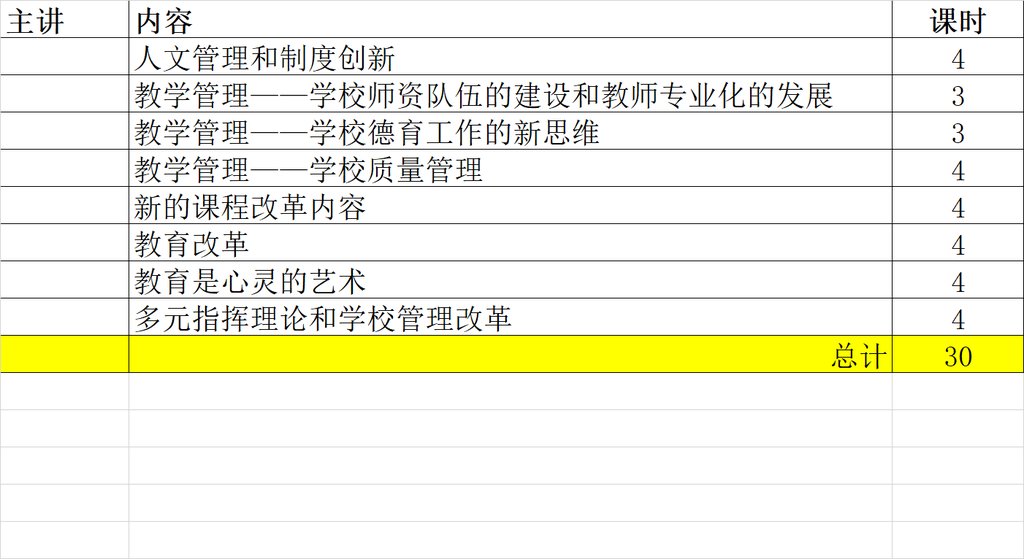 主讲 内容 课时
人文管理和制度创新 4
教学管理——学校师资队伍的建设和教师专业化的发展 3
教学管理——学校德育工作的新思维 3
教学管理——学校质量管理 4
新的课程改革内容 4
教育改革 4
教育是心灵的艺术 4
多元指挥理论和学校管理改革 4
总计 30